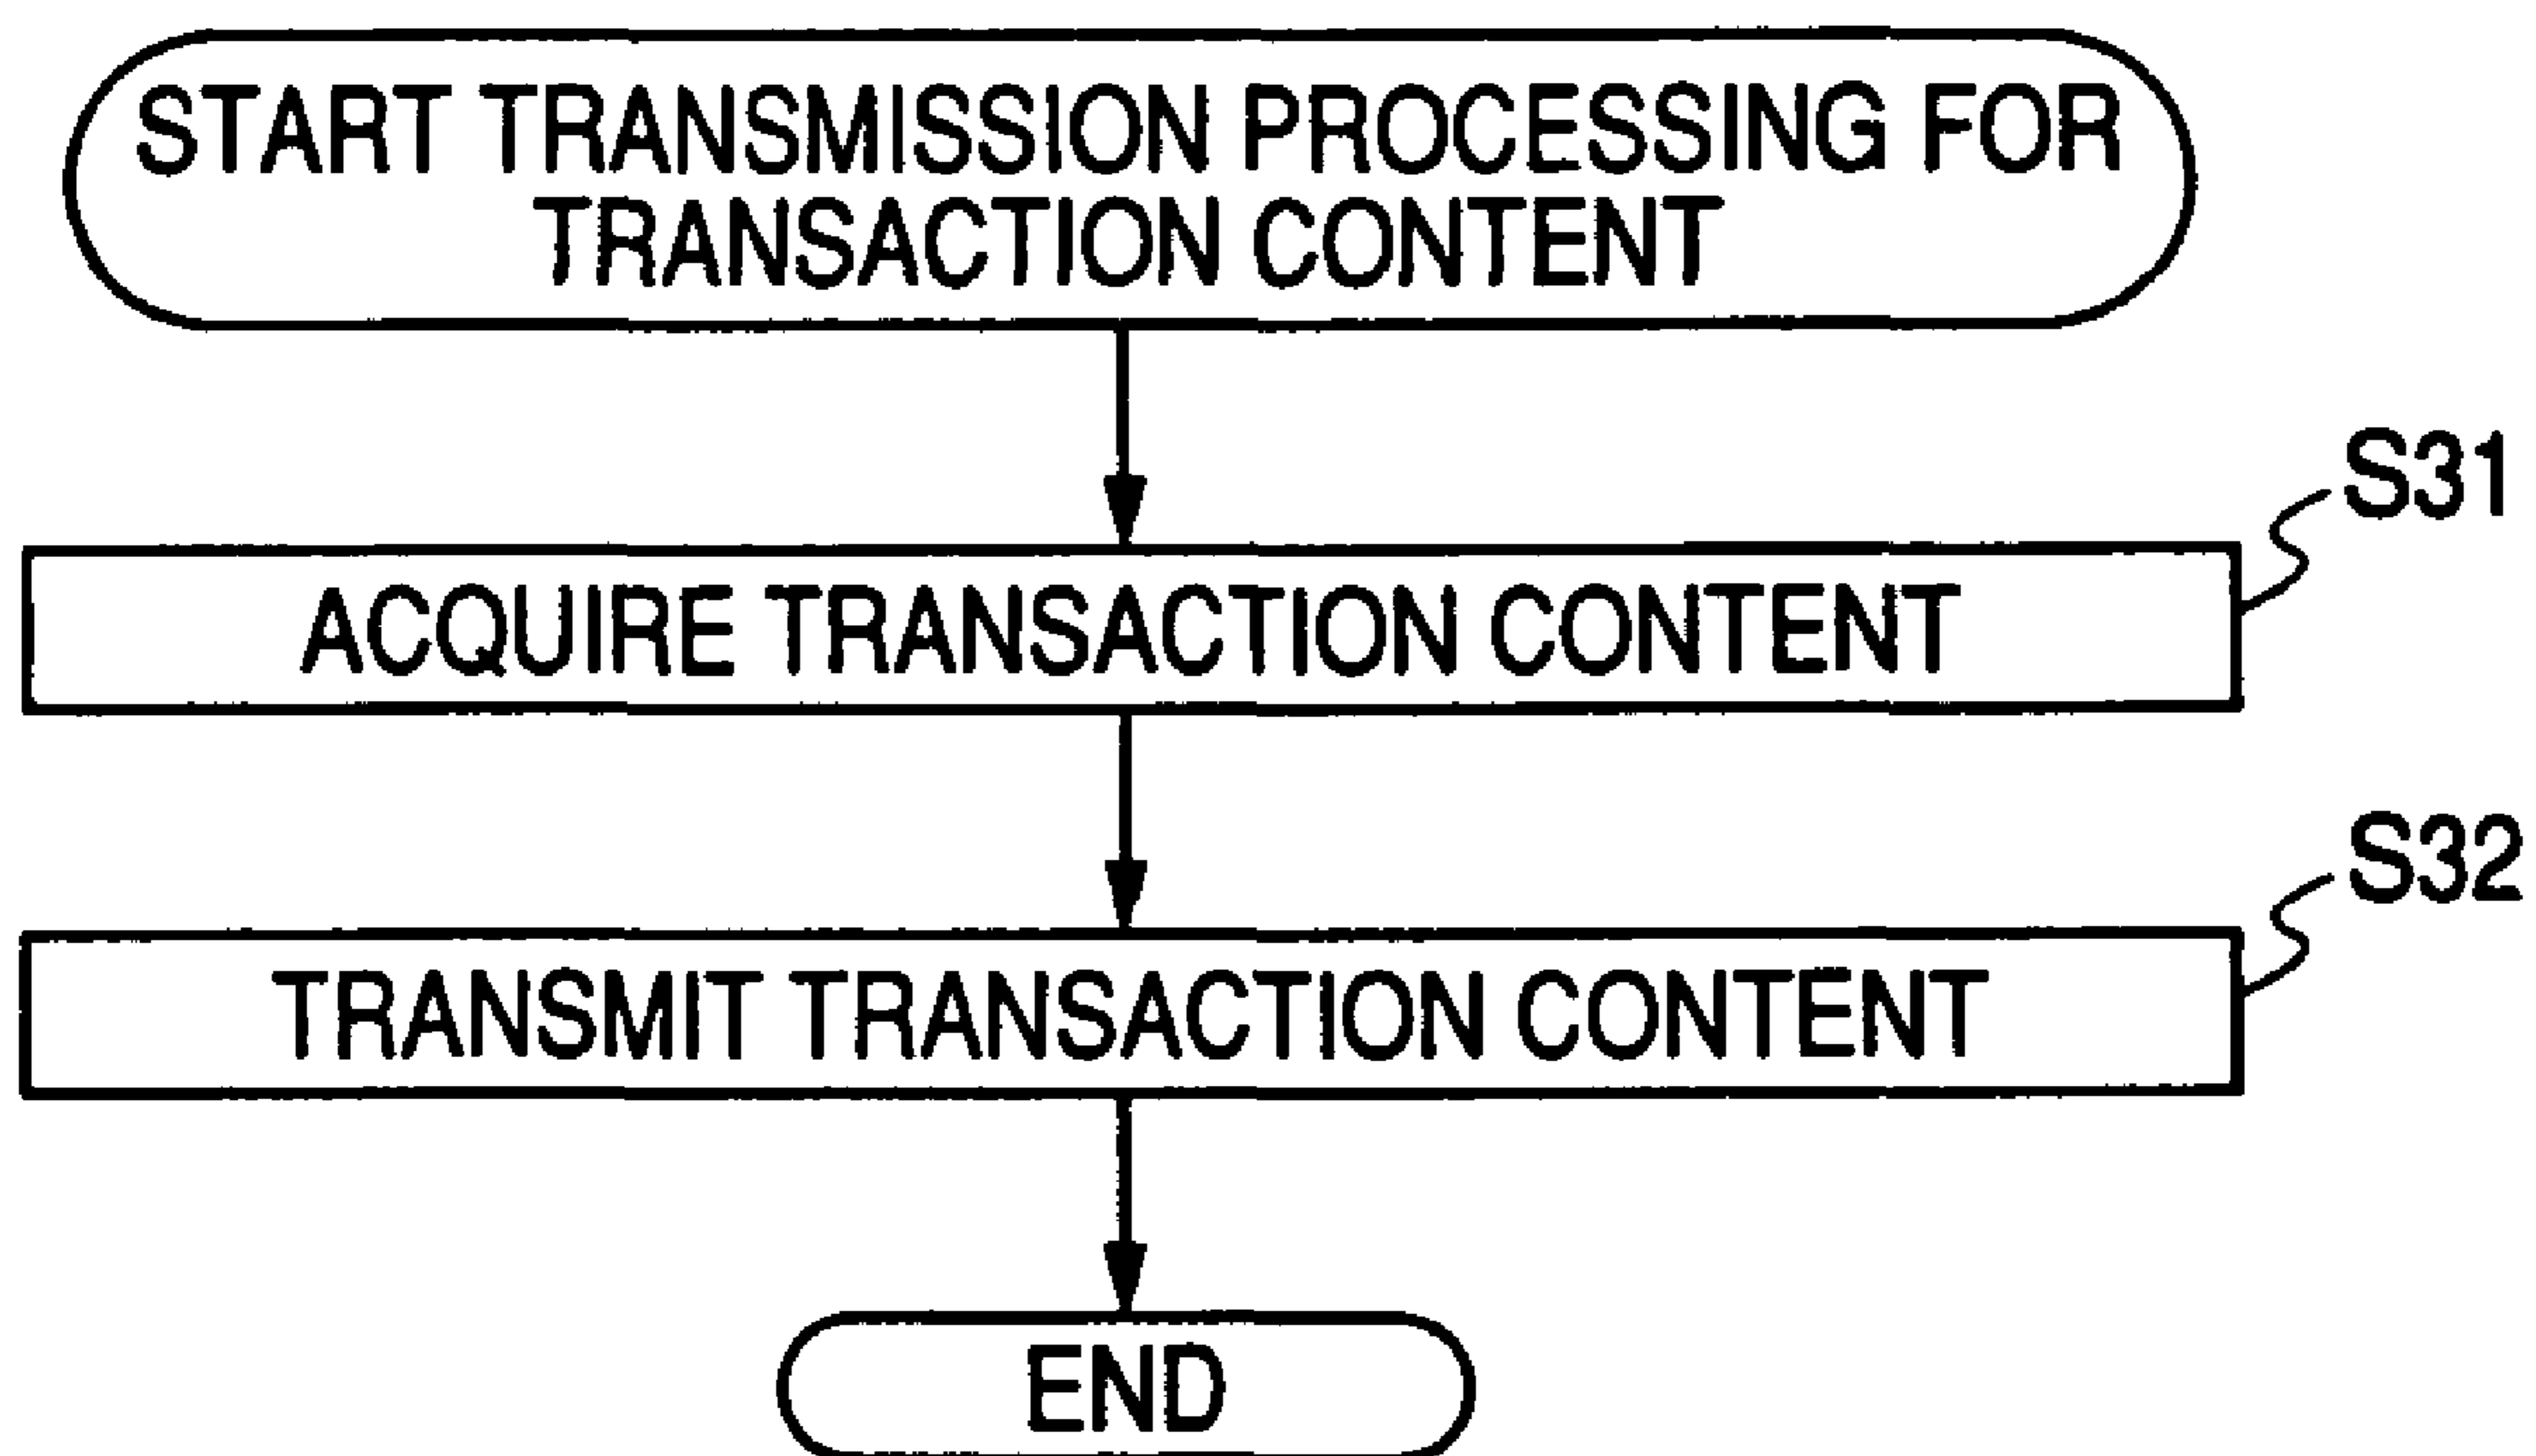 START TRANSMISSION PROCESSING FOR
TRANSACTION CONTENT
S31
ACQUIRE TRANSACTION CONTENT
S32
TRANSMIT TRANSACTION CONTENT
END